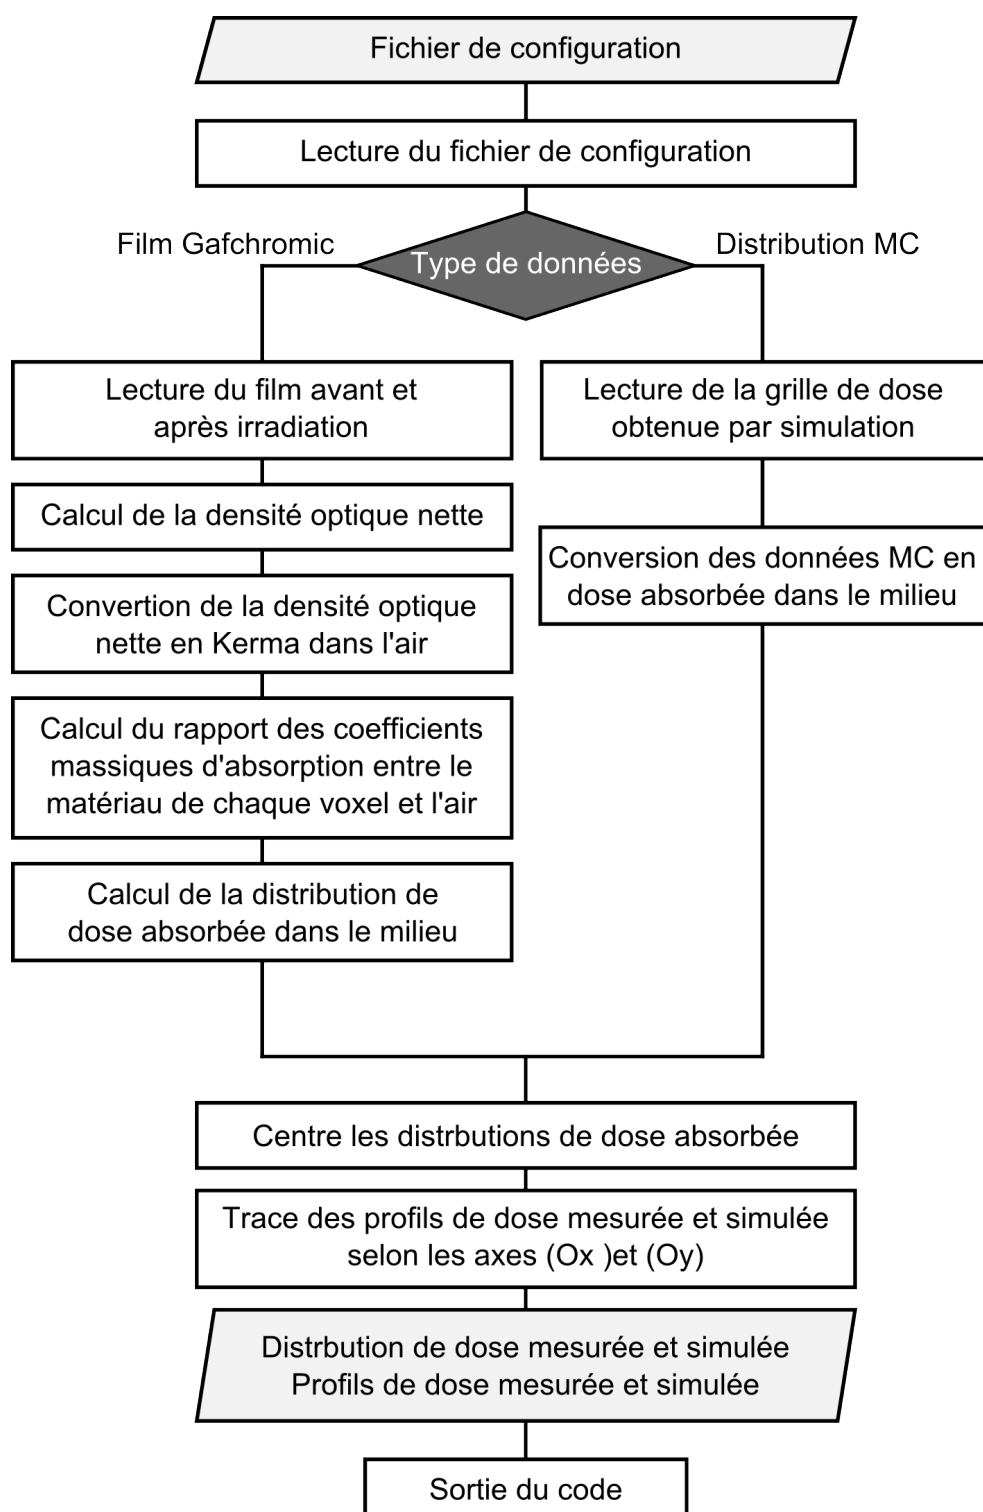 Fichier de configuration
Lecture du fichier de configuration
Film Gafchromic
Type de données
Distribution MC
Lecture du film avant et
après irradiation
Calcul de la densité optique nette
Convertion de la densité optique
nette en Kerma dans l'air
Calcul du rapport des coefficients
massiques d'absorption entre le
matériau de chaque voxel et l'air
Calcul de la distribution de
dose absorbée dans le milieu
Lecture de la grille de dose
obtenue par simulation
Conversion des données MC en
dose absorbée dans le milieu
Centre les distrbutions de dose absorbée
Trace des profils de dose mesurée et simulée
selon les axes (Ox )et (Oy)
Distrbution de dose mesurée et simulée
Profils de dose mesurée et simulée
Sortie du code